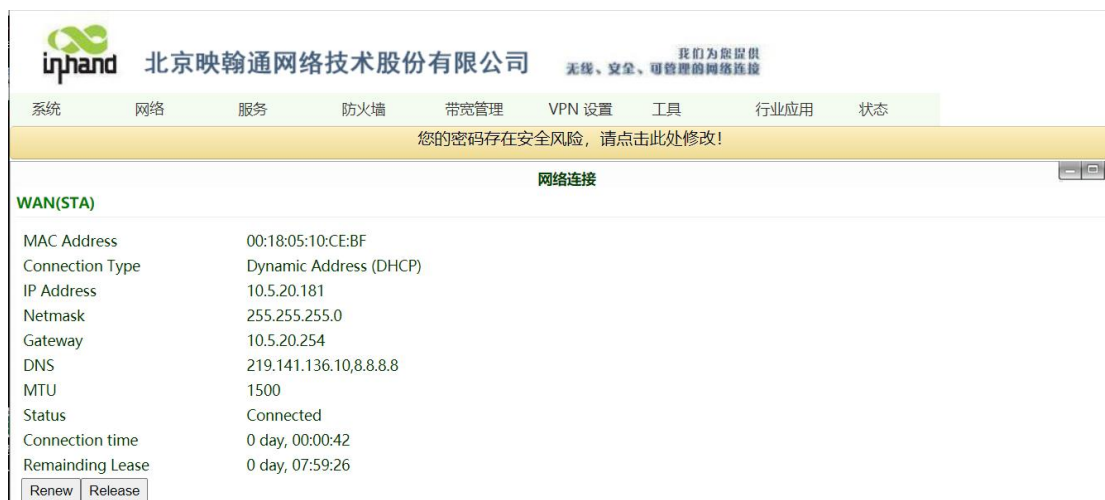 inhand
北京映翰通网络技术股份有限公司
我们为您提供
无线、安全、可管理的网络连接
系统 网络 服务 防火墙 带宽管理 VPN 设置 工具 行业应用 状态
您的密码存在安全风险，请点击此处修改！
网络连接
WAN(STA)
MAC Address 00:18:05:10:CE:BF
Connection Type Dynamic Address (DHCP)
IP Address 10.5.20.181
Netmask 255.255.255.0
Gateway 10.5.20.254
DNS 219.141.136.10,8.8.8.8
MTU 1500
Status Connected
Connection time 0 day, 00:00:42
Remainding Lease 0 day, 07:59:26
Renew Release